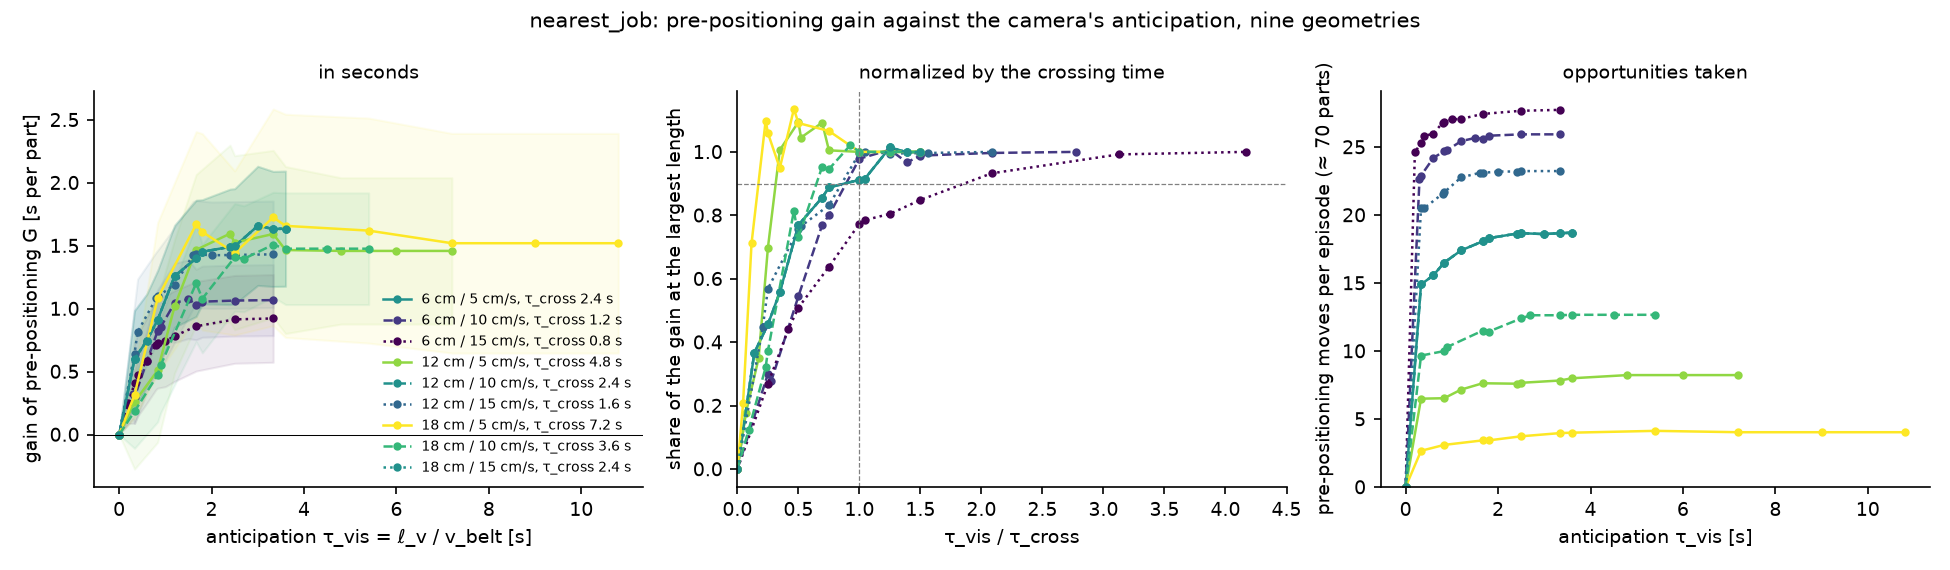 nearest_job: pre-positioning gain against the camera's anticipation, nine geometries
in seconds
gain of pre-positioning G [s per part]
2.5
2.0
1.5
1.0
0.5
0.0
6 cm / 5 cm/s, τ_cross 2.4 s
6 cm / 10 cm/s, τ_cross 1.2 s
6 cm / 15 cm/s, τ_cross 0.8 s
12 cm / 5 cm/s, τ_cross 4.8 s
12 cm / 10 cm/s, τ_cross 2.4 s
12 cm / 15 cm/s, τ_cross 1.6 s
18 cm / 5 cm/s, τ_cross 7.2 s
18 cm / 10 cm/s, τ_cross 3.6 s
18 cm / 15 cm/s, τ_cross 2.4 s
0 2 4 6 8 10
anticipation τ_vis = ℓ_v / v_belt [s]
normalized by the crossing time
share of the gain at the largest length
1.0
0.8
0.6
0.4
0.2
0.0
0.0 0.5 1.0 1.5 2.0 2.5 3.0 3.5 4.0 4.5
τ_vis / τ_cross
opportunities taken
pre-positioning moves per episode (≈ 70 parts)
25
20
15
10
5
0
0 2 4 6 8 10
anticipation τ_vis [s]